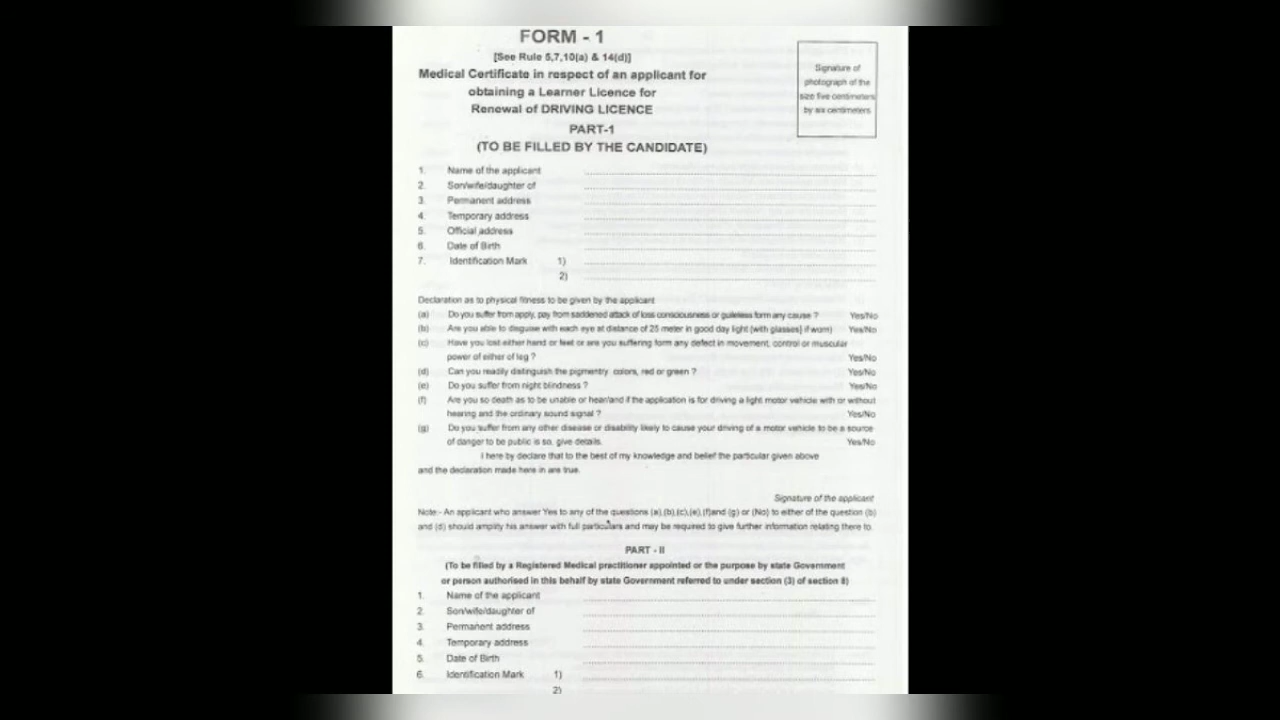 FORM - 1
[See Rule 5,7,10(a) & 14(d)]
Medical Certificate in respect of an applicant for
obtaining a Learner Licence for
Renewal of DRIVING LICENCE
PART-1
(TO BE FILLED BY THE CANDIDATE)
Signature of
photograph of the
size five centimeters
by six centimeters
1. Name of the applicant
2. Son/wife/daughter of
3. Permanent address
4. Temporary address
5. Official address
6. Date of Birth
7. Identification Mark 1)
2)
Declaration as to physical fitness to be given by the applicant
(a) Do you suffer from apply, pey from saddened attack of loss consciousness or guileless form any cause ? Yes/No
(b) Are you able to disguise with each eye at distance of 25 meter in good day light [with glasses] if worn) Yes/No
(c) Have you lost either hand or feet or are you suffering form any defect in movement, control or muscular
power of either of leg ? Yes/No
(d) Can you readily distinguish the pigmentry colors, red or green ? Yes/No
(e) Do you suffer from night blindness ? Yes/No
(f) Are you so death as to be unable or hear/and if the application is for driving a light motor vehicle with or without
hearing and the ordinary sound signal ? Yes/No
(g) Do you suffer from any other disease or disability likely to cause your driving of a motor vehicle to be a source
of danger to be public is so, give details. Yes/No
I here by declare that to the best of my knowledge and belief the particular given above
and the declaration made here in are true.
Signature of the applicant
Note:- An applicant who answer Yes to any of the questions (a),(b),(c),(e),(f)and (g) or (No) to either of the question (b)
and (d) should amplify his answer with full particulars and may be required to give further information relating there to.
PART - II
(To be filled by a Registered Medical practitioner appointed or the purpose by state Government
or person authorised in this behalf by state Government referred to under section (3) of section 8)
1. Name of the applicant
2. Son/wife/daughter of
3. Permanent address
4. Temporary address
5. Date of Birth
6. Identification Mark 1)
2)